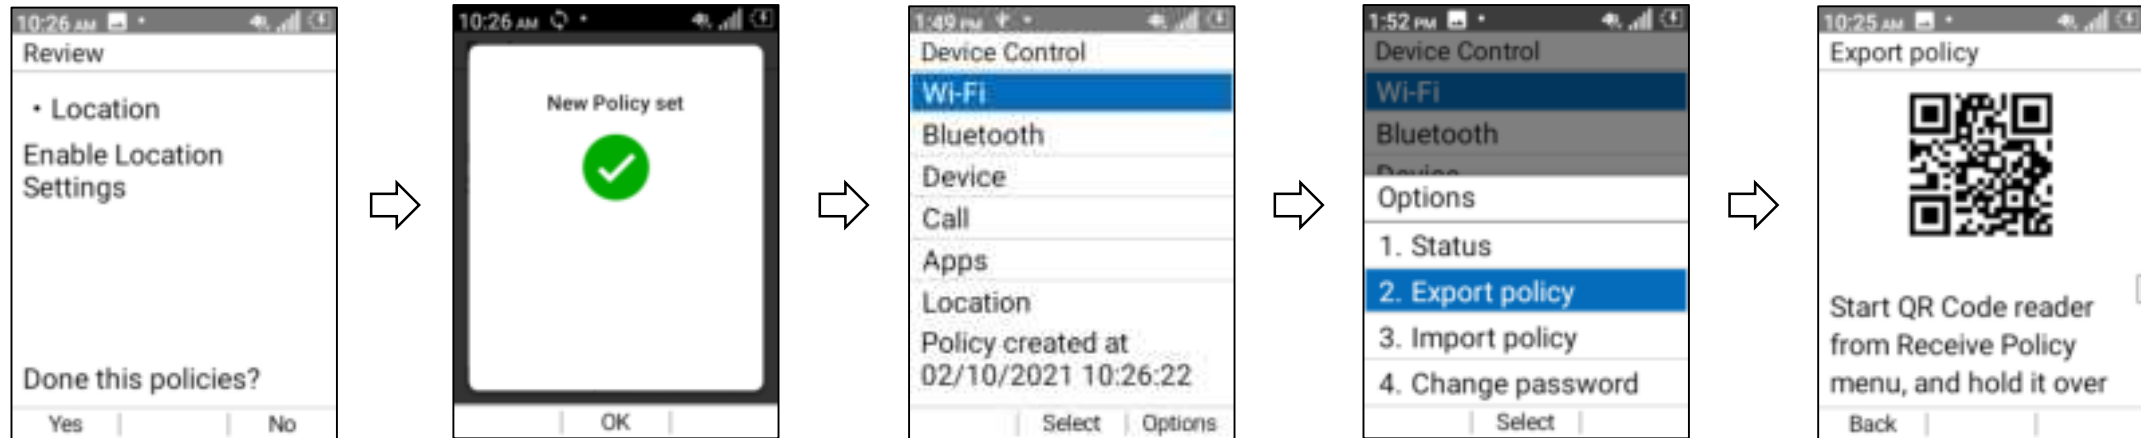 10:26 AM
Review
• Location
Enable Location
Settings
Done this policies?
Yes No
10:26 AM
New Policy set
OK
1:49 PM
Device Control
Wi-Fi
Bluetooth
Device
Call
Apps
Location
Policy created at
02/10/2021 10:26:22
Select Options
1:52 PM
Device Control
Wi-Fi
Bluetooth
Device
Options
1. Status
2. Export policy
3. Import policy
4. Change password
Select
10:25 AM
Export policy
Start QR Code reader
from Receive Policy
menu, and hold it over
Back